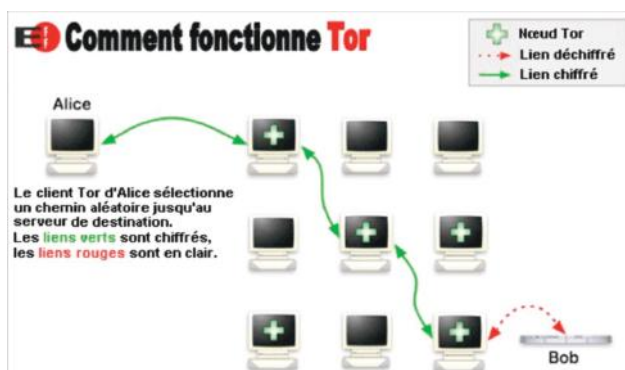 Comment fonctionne Tor
Nœud Tor
Lien déchiffré
Lien chiffré
Alice
Le client Tor d'Alice sélectionne
un chemin aléatoire jusqu'au
serveur de destination.
Les liens verts sont chiffrés,
les liens rouges sont en clair.
Bob